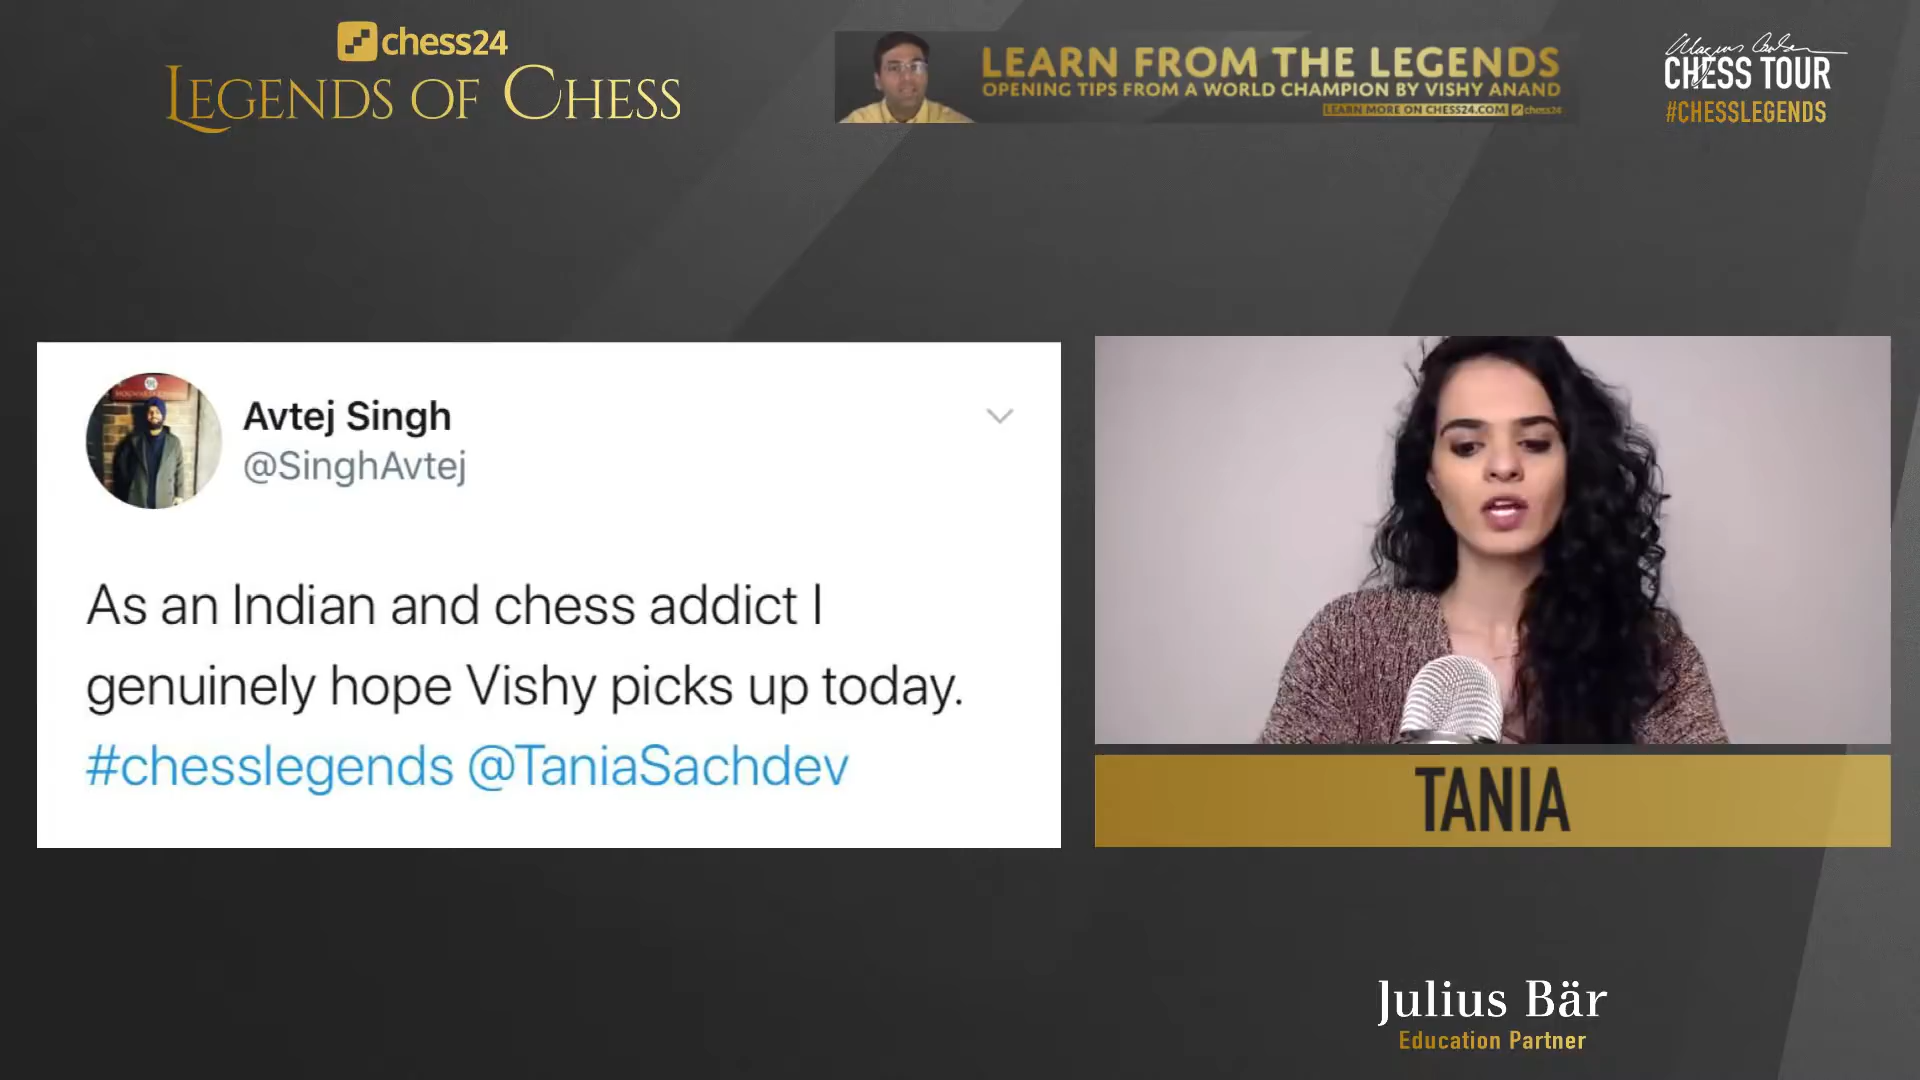 chess24
LEGENDS OF CHESS
LEARN FROM THE LEGENDS
OPENING TIPS FROM A WORLD CHAMPION BY VISHY ANAND
LEARN MORE ON CHESS24.COM chess24
CHESS TOUR
#CHESSLEGENDS
Avtej Singh
@SinghAvtej
As an Indian and chess addict I
genuinely hope Vishy picks up today.
#chesslegends @TaniaSachdev
TANIA
Julius Bär
Education Partner